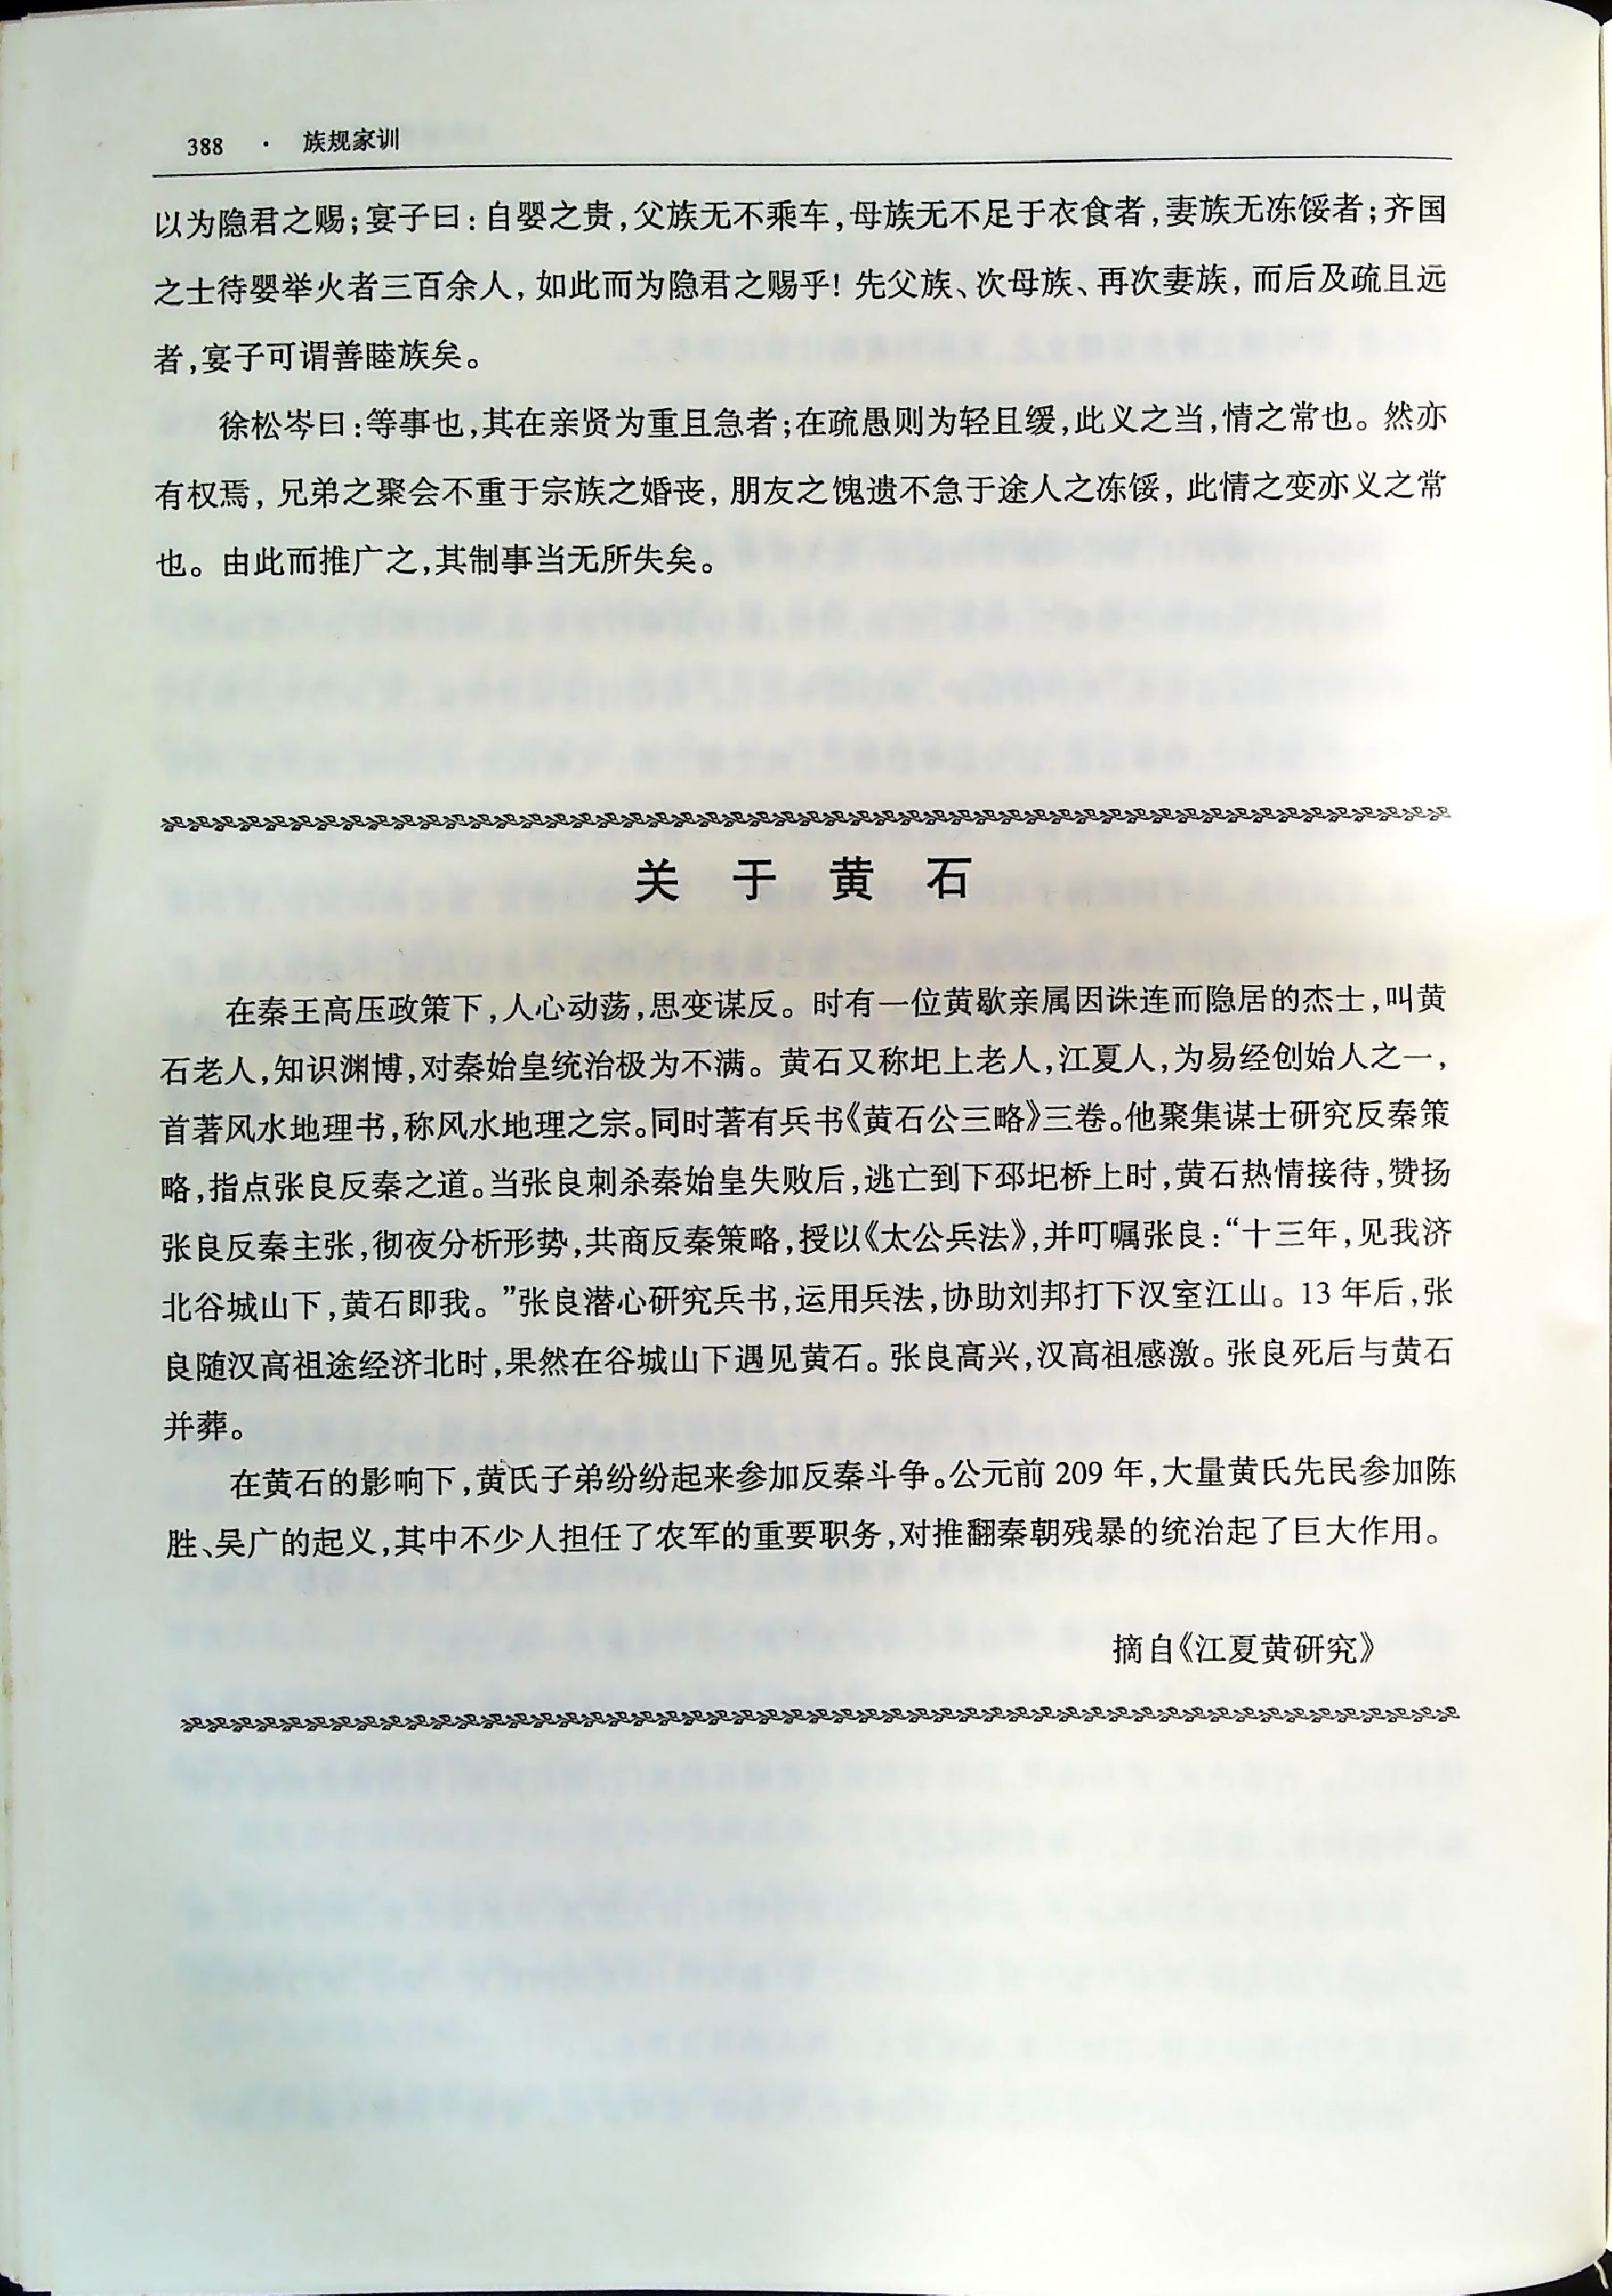 388 · 族规家训
以为隐君之赐；宴子曰：自婴之贵，父族无不乘车，母族无不足于衣食者，妻族无冻馁者；齐国
之士待婴举火者三百余人，如此而为隐君之赐乎！先父族、次母族、再次妻族，而后及疏且远
者，宴子可谓善睦族矣。
徐松岑曰：等事也，其在亲贤为重且急者；在疏愚则为轻且缓，此义之当，情之常也。然亦
有权焉，兄弟之聚会不重于宗族之婚丧，朋友之馈遗不急于途人之冻馁，此情之变亦义之常
也。由此而推广之，其制事当无所失矣。
关于黄石
在秦王高压政策下，人心动荡，思变谋反。时有一位黄歇亲属因诛连而隐居的杰士，叫黄
石老人，知识渊博，对秦始皇统治极为不满。黄石又称圯上老人，江夏人，为易经创始人之一，
首著风水地理书，称风水地理之宗。同时著有兵书《黄石公三略》三卷。他聚集谋士研究反秦策
略，指点张良反秦之道。当张良刺杀秦始皇失败后，逃亡到下邳圯桥上时，黄石热情接待，赞扬
张良反秦主张，彻夜分析形势，共商反秦策略，授以《太公兵法》，并叮嘱张良：“十三年，见我济
北谷城山下，黄石即我。”张良潜心研究兵书，运用兵法，协助刘邦打下汉室江山。13 年后，张
良随汉高祖途经济北时，果然在谷城山下遇见黄石。张良高兴，汉高祖感激。张良死后与黄石
并葬。
在黄石的影响下，黄氏子弟纷纷起来参加反秦斗争。公元前 209 年，大量黄氏先民参加陈
胜、吴广的起义，其中不少人担任了农军的重要职务，对推翻秦朝残暴的统治起了巨大作用。
摘自《江夏黄研究》